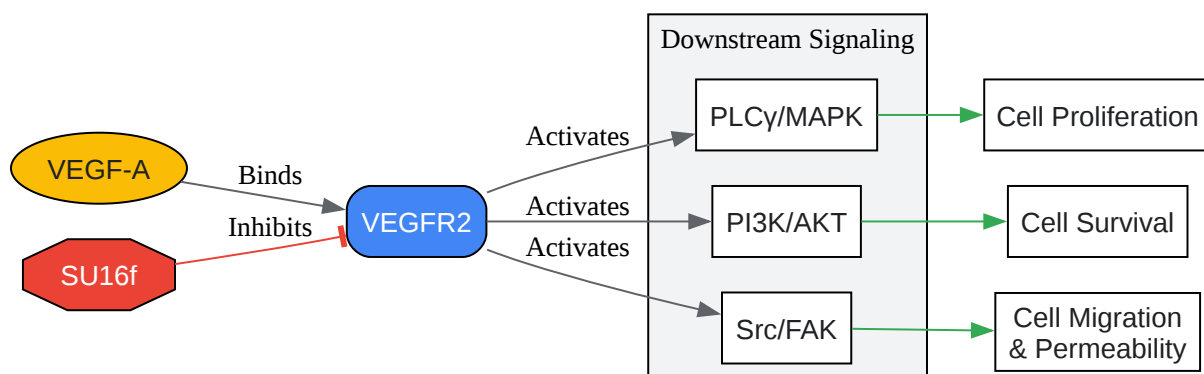 Downstream Signaling
VEGF-A
Binds
SU16f
Inhibits
VEGFR2
Activates
PLCγ/MAPK
Cell Proliferation
Activates
PI3K/AKT
Cell Survival
Activates
Src/FAK
Cell Migration
& Permeability